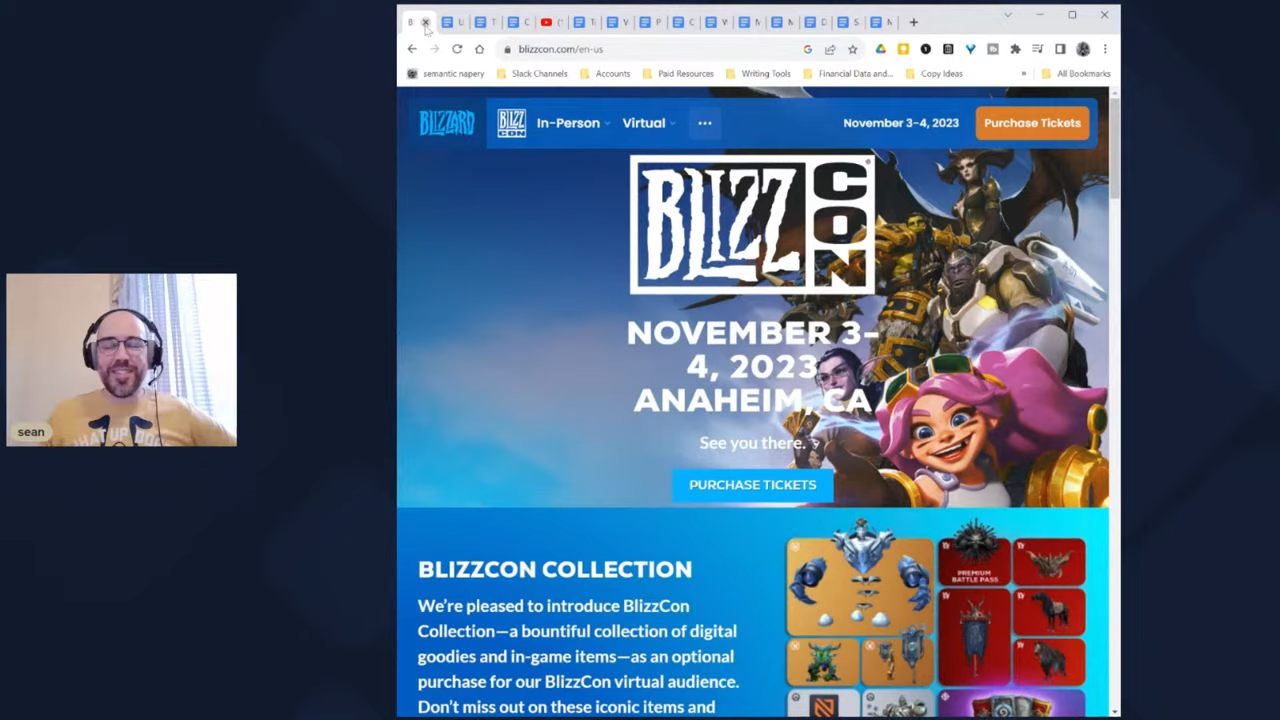 B
U
T
C
("
T
V
P
C
V
M
M
D
S
M
blizzcon.com/en-us
semantic napery
Slack Channels
Accounts
Paid Resources
Writing Tools
Financial Data and...
Copy Ideas
»
All Bookmarks
BLIZZARD
BLIZZ CON
In-Person
Virtual
...
November 3-4, 2023
Purchase Tickets
BLIZZ CON
NOVEMBER 3-
4, 2023
ANAHEIM, CA
See you there.
PURCHASE TICKETS
sean
BLIZZCON COLLECTION
PREMIUM
BATTLE PASS
We're pleased to introduce BlizzCon
Collection—a bountiful collection of digital
goodies and in-game items—as an optional
purchase for our BlizzCon virtual audience.
Don't miss out on these iconic items and